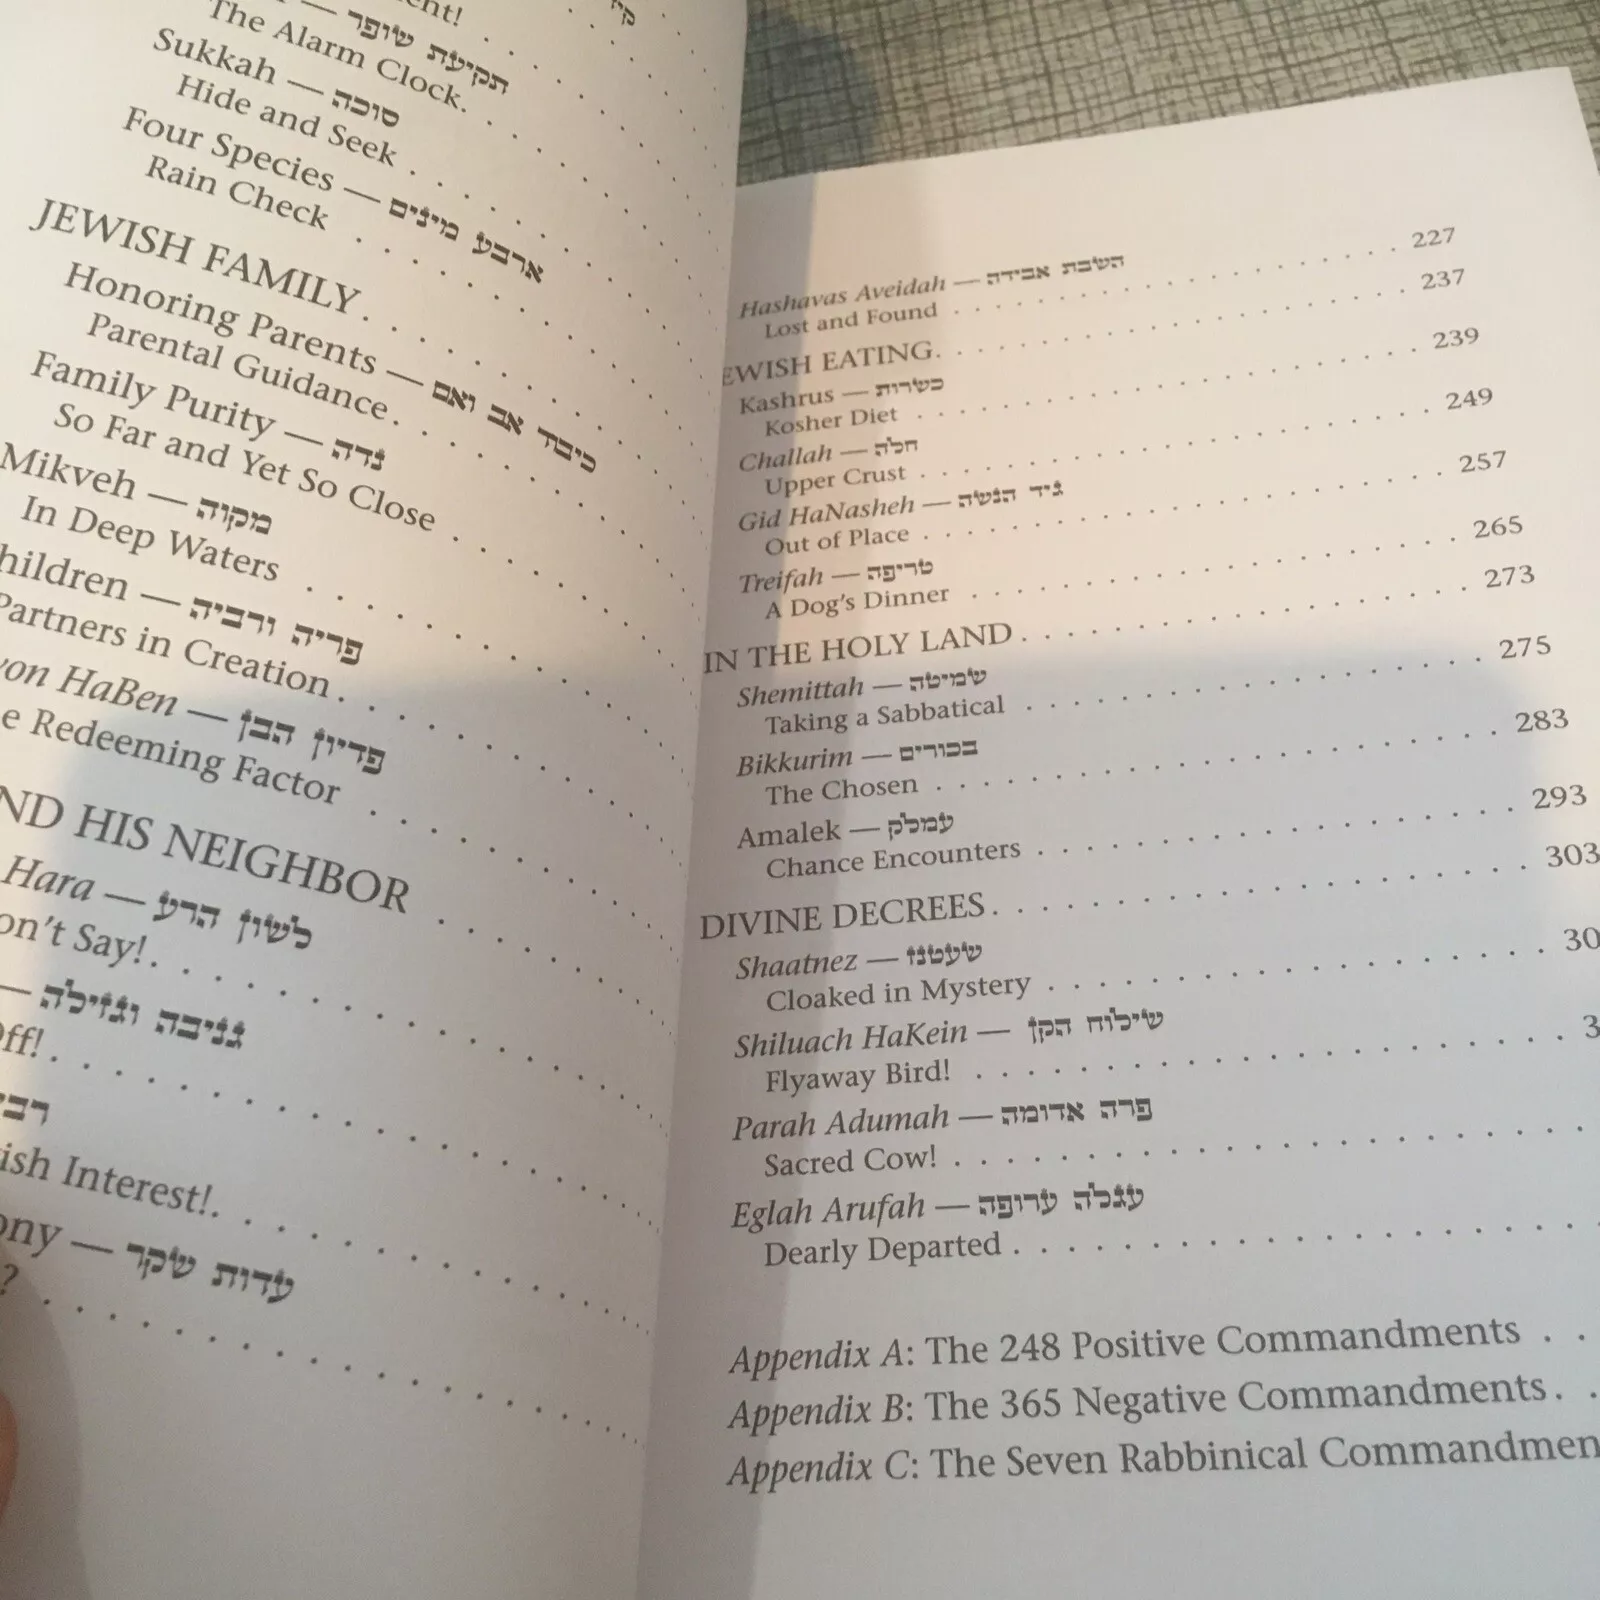 ent!
תקיעת שופר —
The Alarm Clock.
Sukkah — סוכה
Hide and Seek
Four Species — ארבע מינים
Rain Check
JEWISH FAMILY
Honoring Parents — כיבוד אב ואם
Parental Guidance
Family Purity — נדה
So Far and Yet So Close
Mikveh — מקוה
In Deep Waters
hildren — פריה ורביה
Partners in Creation
yon HaBen — פדיון הבן
e Redeeming Factor
ND HIS NEIGHBOR
Hara — לשון הרע
on't Say!
— גניבה וגזילה
ff!
רבי
ish Interest!
ony — עדות שקר
?
Hashavas Aveidah — השבת אבידה
Lost and Found 227
EWISH EATING 237
Kashrus — כשרות
Kosher Diet 239
Challah — חלה
Upper Crust 249
Gid HaNasheh — גיד הנשה
Out of Place 257
Treifah — טריפה
A Dog's Dinner 265
IN THE HOLY LAND 273
Shemittah — שמיטה
Taking a Sabbatical 275
Bikkurim — בכורים
The Chosen 283
Amalek — עמלק
Chance Encounters 293
DIVINE DECREES 303
Shaatnez — שעטנז
Cloaked in Mystery 30
Shiluach HaKein — שילוח הקן
Flyaway Bird! 3
Parah Adumah — פרה אדומה
Sacred Cow!
Eglah Arufah — עגלה ערופה
Dearly Departed
Appendix A: The 248 Positive Commandments
Appendix B: The 365 Negative Commandments
Appendix C: The Seven Rabbinical Commandmen